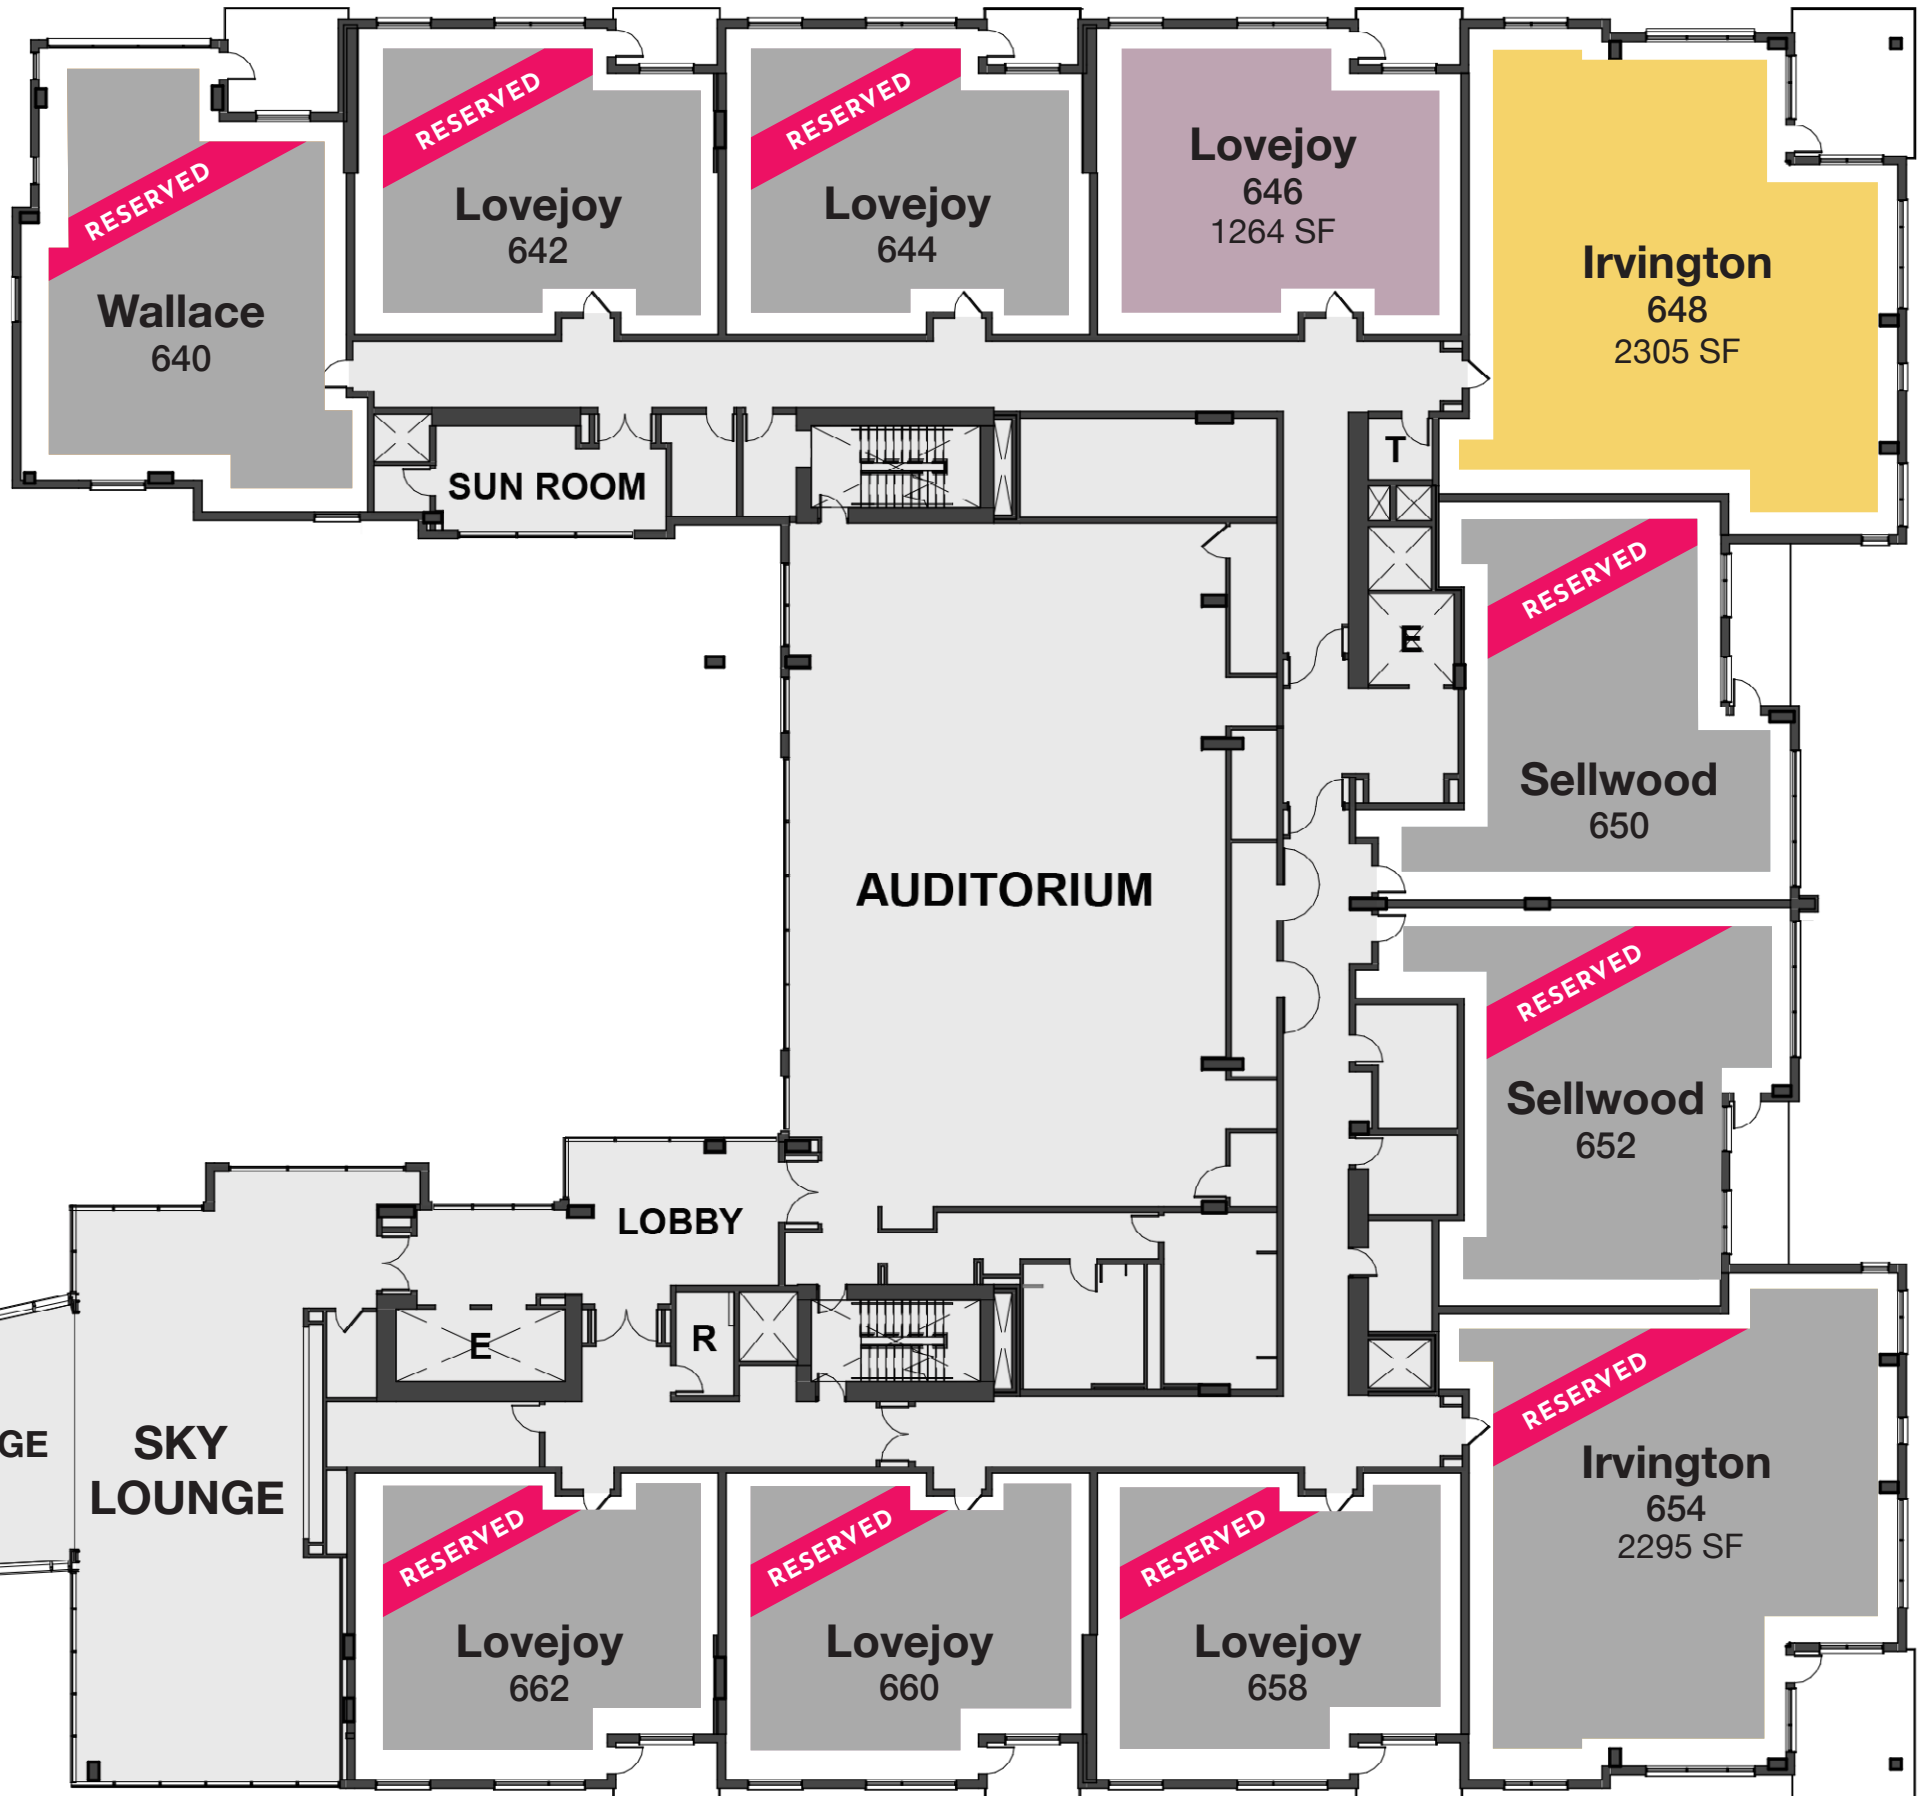 RESERVED
Wallace
640
RESERVED
Lovejoy
642
RESERVED
Lovejoy
644
Lovejoy
646
1264 SF
Irvington
648
2305 SF
SUN ROOM
T
E
RESERVED
Sellwood
650
AUDITORIUM
RESERVED
Sellwood
652
LOBBY
E
R
GE
SKY
LOUNGE
RESERVED
Irvington
654
2295 SF
RESERVED
Lovejoy
662
RESERVED
Lovejoy
660
RESERVED
Lovejoy
658